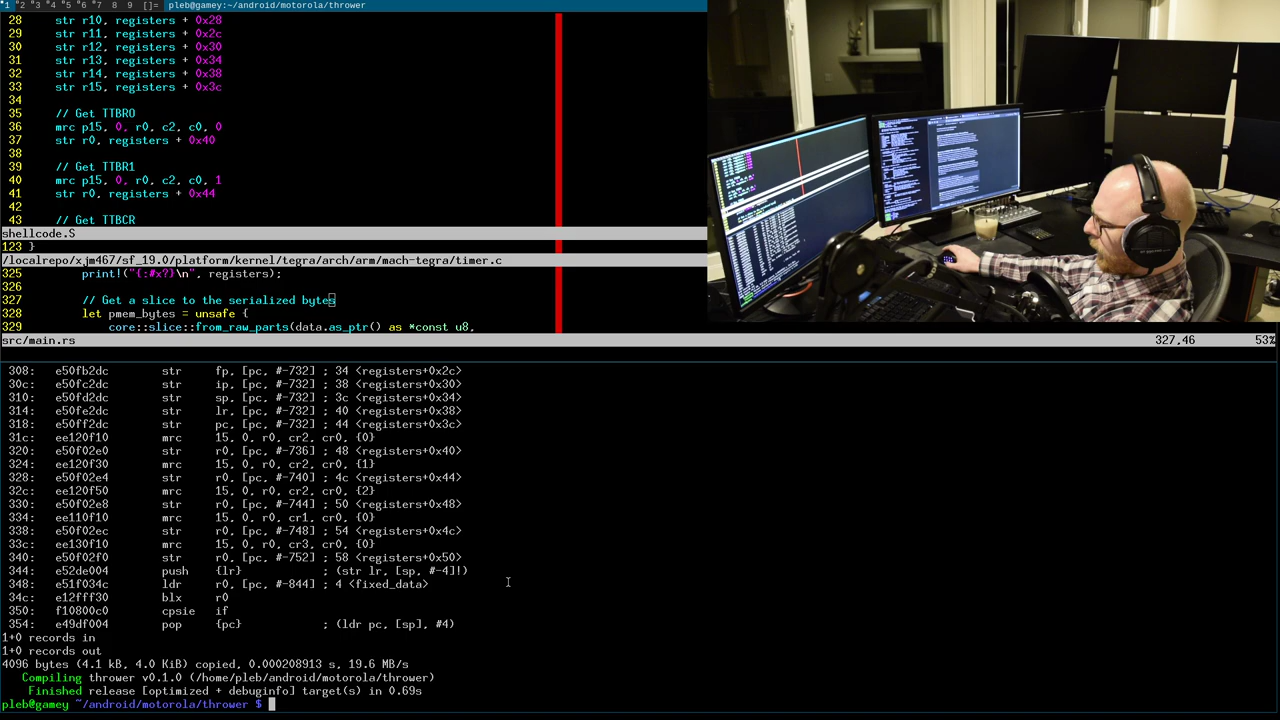 1 2 3 4 5 6 7 8 9 []= pleb@gamey:~/android/motorola/thrower
28 str r10, registers + 0x28
29 str r11, registers + 0x2c
30 str r12, registers + 0x30
31 str r13, registers + 0x34
32 str r14, registers + 0x38
33 str r15, registers + 0x3c
34
35 // Get TTBR0
36 mrc p15, 0, r0, c2, c0, 0
37 str r0, registers + 0x40
38
39 // Get TTBR1
40 mrc p15, 0, r0, c2, c0, 1
41 str r0, registers + 0x44
42
43 // Get TTBCR
shellcode.S
123 }
/localrepo/xjm467/sf_19.0/platform/kernel/tegra/arch/arm/mach-tegra/timer.c
325 print!("{:#x?}\n", registers);
326
327 // Get a slice to the serialized bytes
328 let pmem_bytes = unsafe {
329 core::slice::from_raw_parts(data.as_ptr() as *const u8,
src/main.rs 327,46 53%
308: e50fb2dc str fp, [pc, #-732] ; 34 <registers+0x2c>
30c: e50fc2dc str ip, [pc, #-732] ; 38 <registers+0x30>
310: e50fd2dc str sp, [pc, #-732] ; 3c <registers+0x34>
314: e50fe2dc str lr, [pc, #-732] ; 40 <registers+0x38>
318: e50ff2dc str pc, [pc, #-732] ; 44 <registers+0x3c>
31c: ee120f10 mrc 15, 0, r0, cr2, cr0, {0}
320: e50f02e0 str r0, [pc, #-736] ; 48 <registers+0x40>
324: ee120f30 mrc 15, 0, r0, cr2, cr0, {1}
328: e50f02e4 str r0, [pc, #-740] ; 4c <registers+0x44>
32c: ee120f50 mrc 15, 0, r0, cr2, cr0, {2}
330: e50f02e8 str r0, [pc, #-744] ; 50 <registers+0x48>
334: ee110f10 mrc 15, 0, r0, cr1, cr0, {0}
338: e50f02ec str r0, [pc, #-748] ; 54 <registers+0x4c>
33c: ee130f10 mrc 15, 0, r0, cr3, cr0, {0}
340: e50f02f0 str r0, [pc, #-752] ; 58 <registers+0x50>
344: e52de004 push {lr} ; (str lr, [sp, #-4]!)
348: e51f034c ldr r0, [pc, #-844] ; 4 <fixed_data>
34c: e12fff30 blx r0
350: f10800c0 cpsie if
354: e49df004 pop {pc} ; (ldr pc, [sp], #4)
1+0 records in
1+0 records out
4096 bytes (4.1 kB, 4.0 KiB) copied, 0.000208913 s, 19.6 MB/s
Compiling thrower v0.1.0 (/home/pleb/android/motorola/thrower)
Finished release [optimized + debuginfo] target(s) in 0.69s
pleb@gamey ~/android/motorola/thrower $